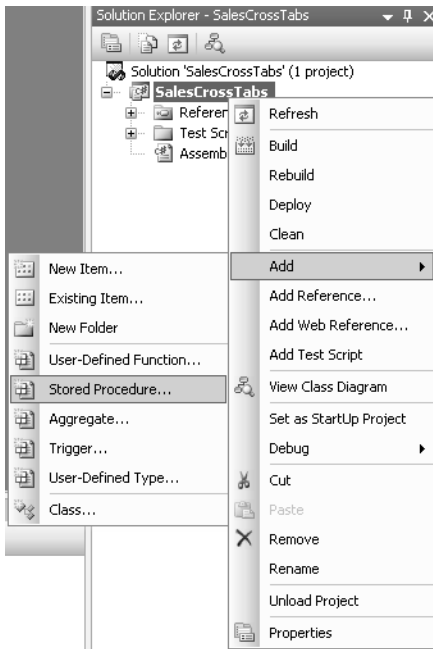 Solution Explorer - SalesCrossTabs
Solution 'SalesCrossTabs' (1 project)
SalesCrossTabs
Referen
Test Scr
Assemb
Refresh
Build
Rebuild
Deploy
Clean
Add
Add Reference...
Add Web Reference...
Add Test Script
View Class Diagram
Set as StartUp Project
Debug
Cut
Paste
Remove
Rename
Unload Project
Properties
New Item...
Existing Item...
New Folder
User-Defined Function...
Stored Procedure...
Aggregate...
Trigger...
User-Defined Type...
Class...